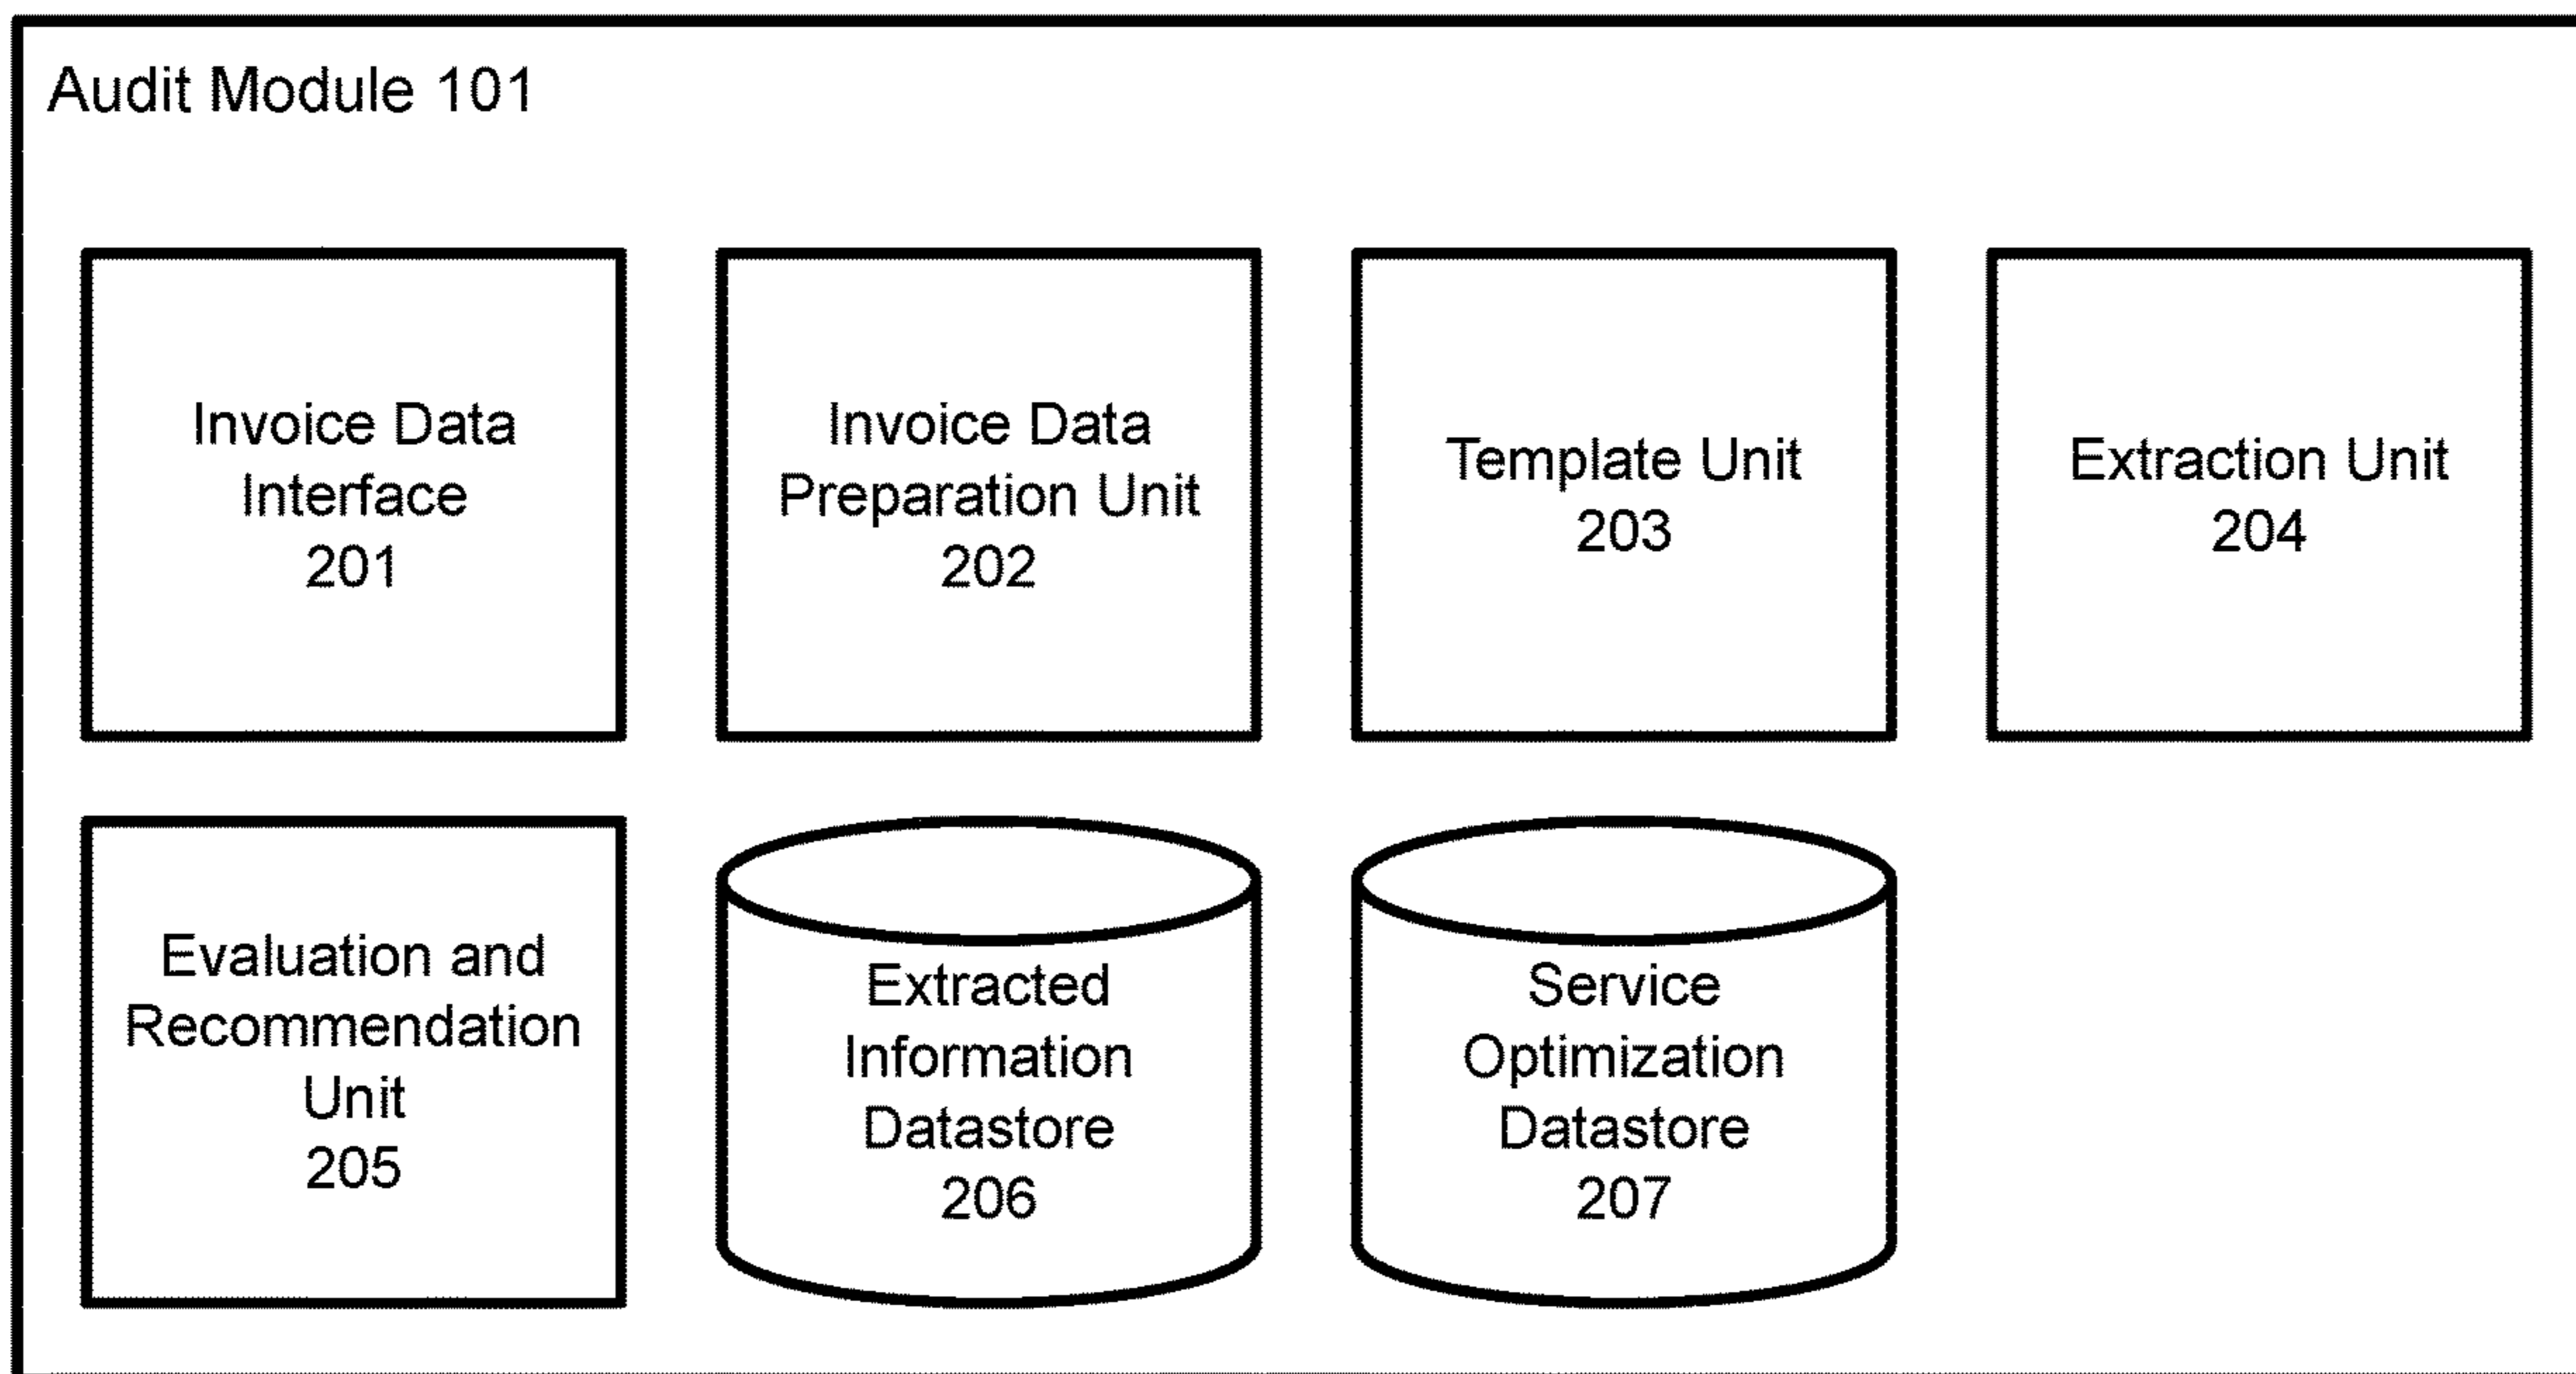 Audit Module 101
Invoice Data
Interface
201
Invoice Data
Preparation Unit
202
Template Unit
203
Extraction Unit
204
Evaluation and
Recommendation
Unit
205
Extracted
Information
Datastore
206
Service
Optimization
Datastore
207